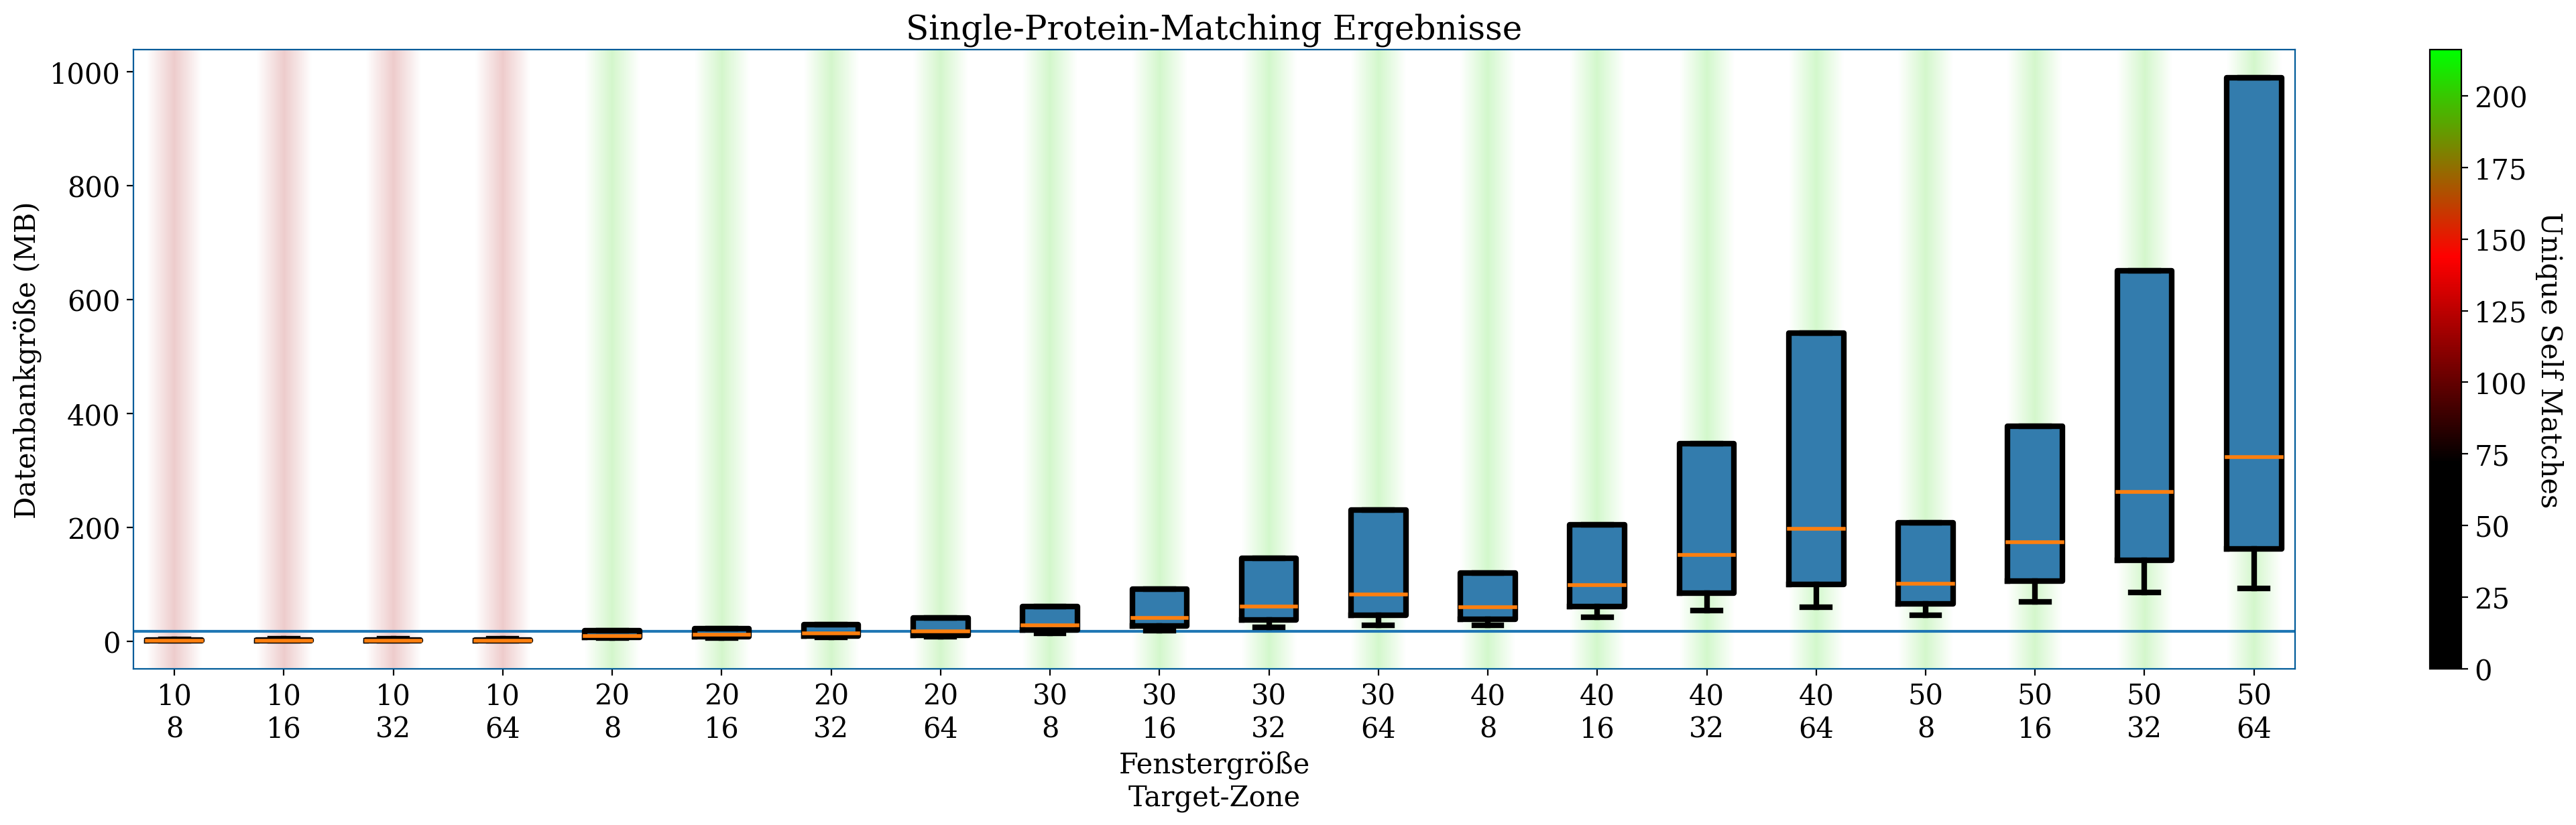 Single-Protein-Matching Ergebnisse
Datenbankgröße (MB)
1000
800
600
400
200
0
10 10 10 10 20 20 20 20 30 30 30 30 40 40 40 40 50 50 50 50
8 16 32 64 8 16 32 64 8 16 32 64 8 16 32 64 8 16 32 64
Fenstergröße
Target-Zone
200
175
150
125
100
75
50
25
0
Unique Self Matches